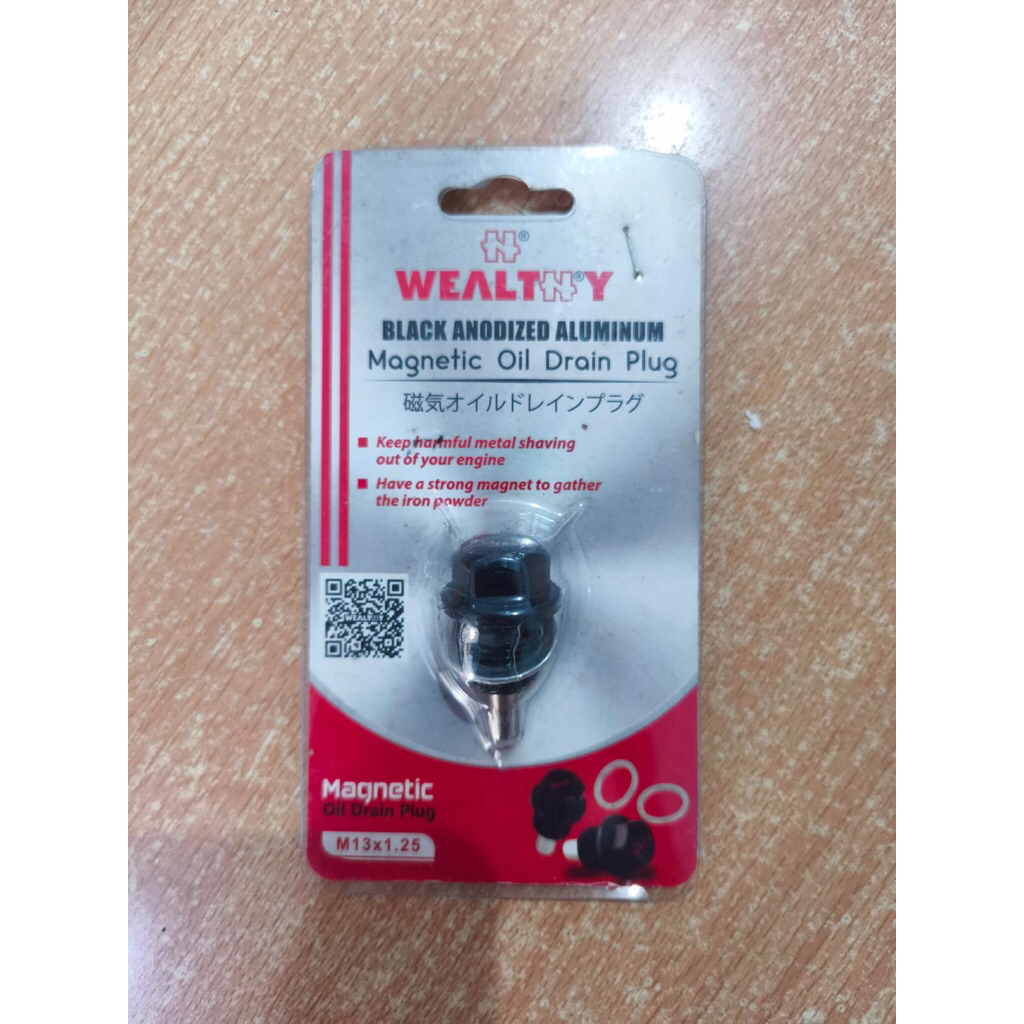 WEALTHY®
BLACK ANODIZED ALUMINUM
Magnetic Oil Drain Plug
磁気オイルドレインプラグ
Keep harmful metal shaving
out of your engine
Have a strong magnet to gather
the iron powder
WEALTHY
Magnetic
Oil Drain Plug
M13x1.25